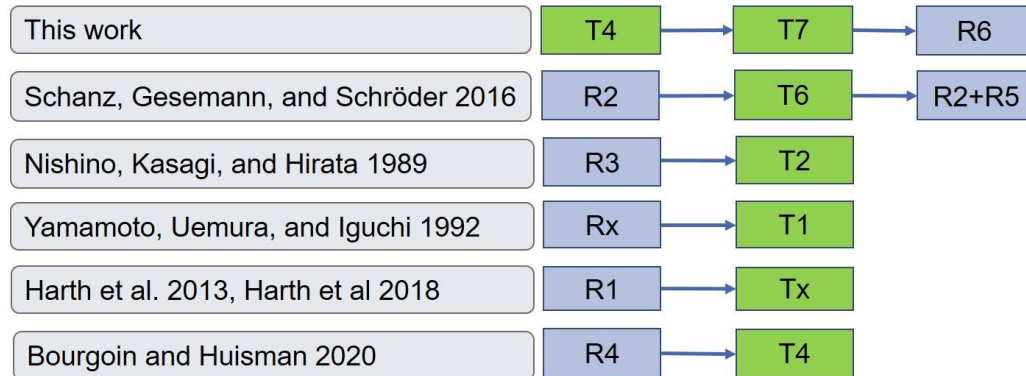 This work T4 T7 R6
Schanz, Gesemann, and Schröder 2016 R2 T6 R2+R5
Nishino, Kasagi, and Hirata 1989 R3 T2
Yamamoto, Uemura, and Iguchi 1992 Rx T1
Harth et al. 2013, Harth et al 2018 R1 Tx
Bourgoin and Huisman 2020 R4 T4